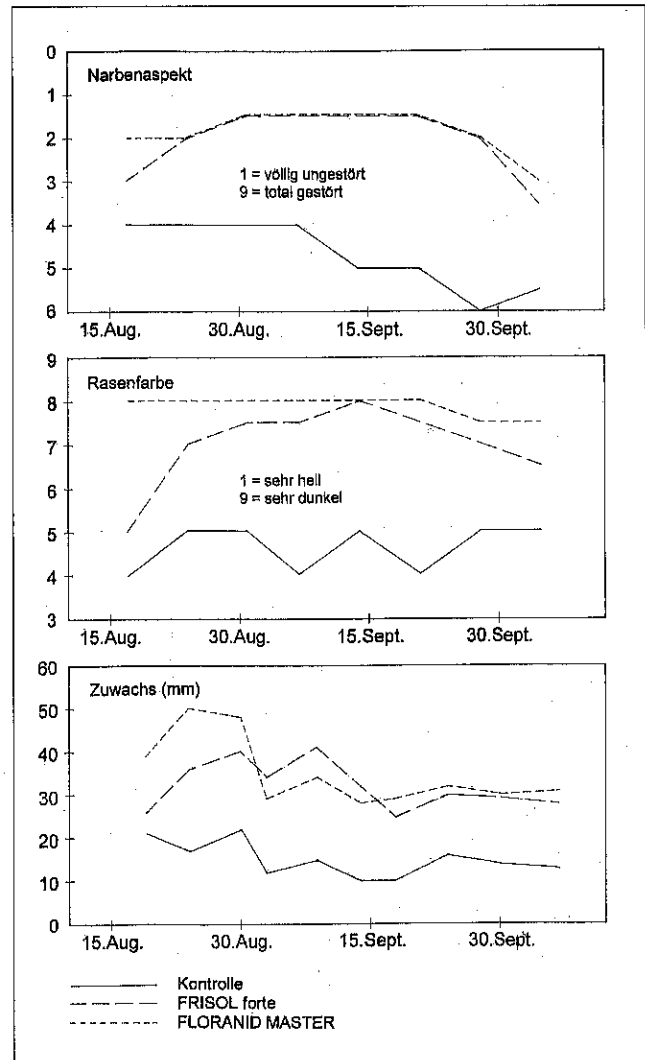 0
Narbenaspekt
1
2
3
1 = völlig ungestört
9 = total gestört
4
5
6
15.Aug. 30.Aug. 15.Sept. 30.Sept.
9
Rasenfarbe
8
7
6
1 = sehr hell
9 = sehr dunkel
5
4
3
15.Aug. 30.Aug. 15.Sept. 30.Sept.
60
Zuwachs (mm)
50
40
30
20
10
0
15.Aug. 30.Aug. 15.Sept. 30.Sept.
Kontrolle
FRISOL forte
FLORANID MASTER